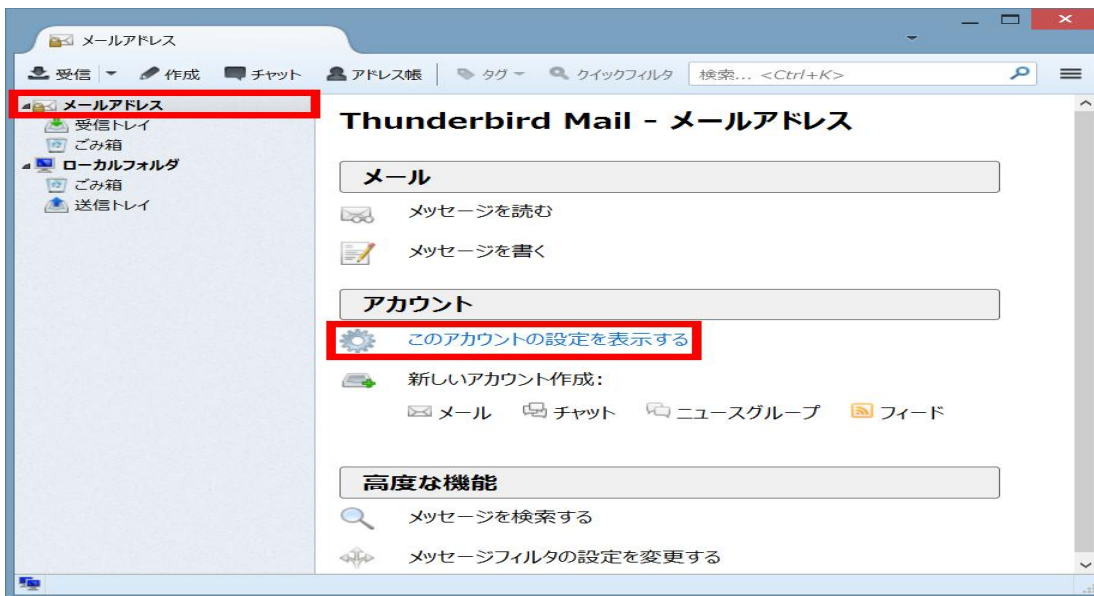 メールアドレス
受信 作成 チャット アドレス帳 タグ クイックフィルタ 検索... <Ctrl+K>
メールアドレス
受信トレイ
ごみ箱
ローカルフォルダ
ごみ箱
送信トレイ
Thunderbird Mail - メールアドレス
メール
メッセージを読む
メッセージを書く
アカウント
このアカウントの設定を表示する
新しいアカウント作成:
メール チャット ニュースグループ フィード
高度な機能
メッセージを検索する
メッセージフィルタの設定を変更する